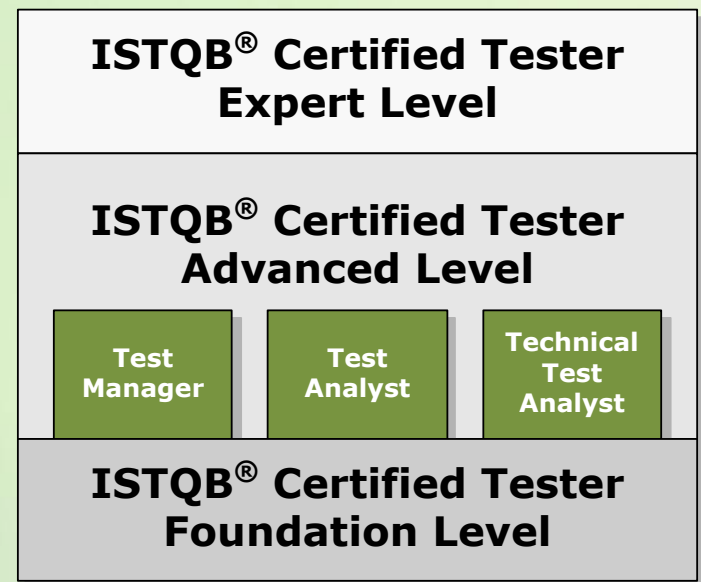 ISTQB® Certified Tester
Expert Level
ISTQB® Certified Tester
Advanced Level
Test
Manager
Test
Analyst
Technical
Test
Analyst
ISTQB® Certified Tester
Foundation Level